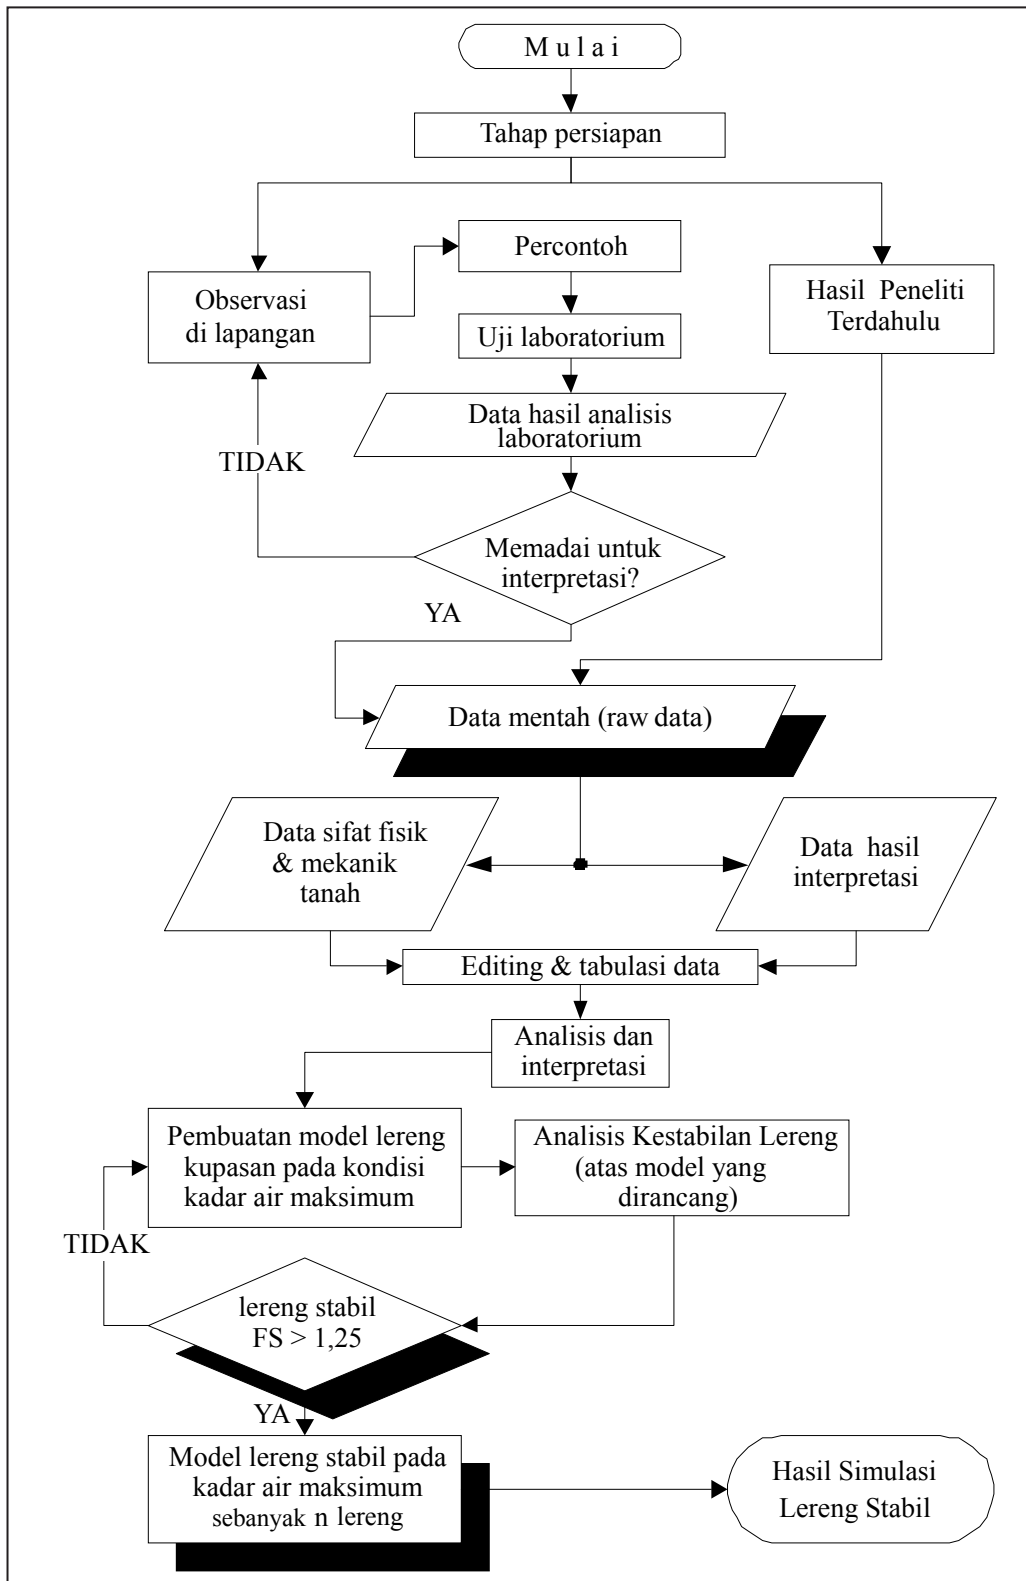 M u l a i
Tahap persiapan
Percontoh
Observasi
di lapangan
Hasil Peneliti
Terdahulu
Uji laboratorium
Data hasil analisis
laboratorium
TIDAK
Memadai untuk
interpretasi?
YA
Data mentah (raw data)
Data sifat fisik
& mekanik
tanah
Data hasil
interpretasi
Editing & tabulasi data
Analisis dan
interpretasi
Pembuatan model lereng
kupasan pada kondisi
kadar air maksimum
Analisis Kestabilan Lereng
(atas model yang
dirancang)
TIDAK
lereng stabil
FS > 1,25
YA
Model lereng stabil pada
kadar air maksimum
sebanyak n lereng
Hasil Simulasi
Lereng Stabil